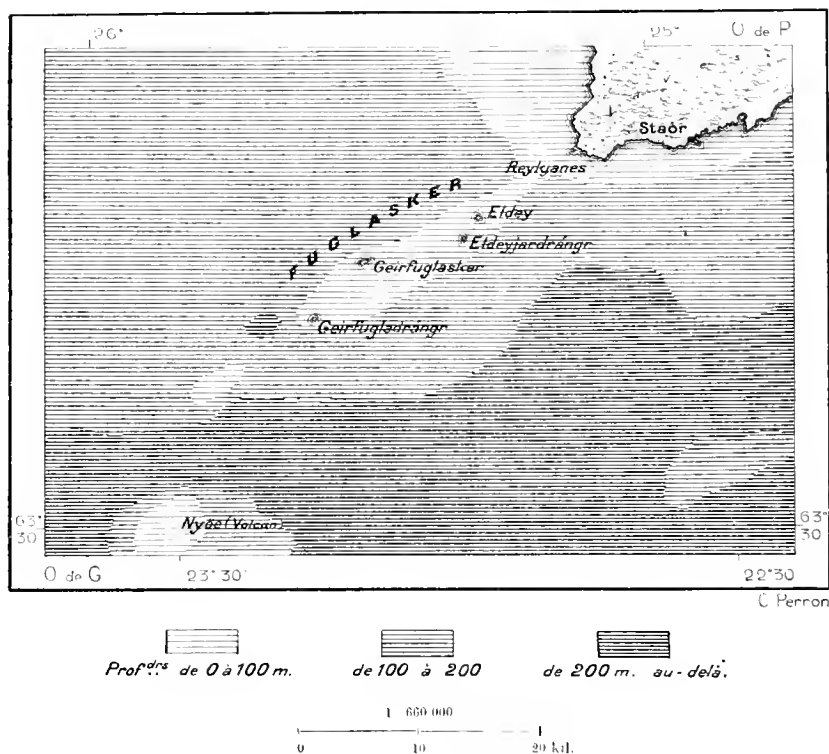 26° 25° O de P
Staðr
Reykjanes
FUGLASKER
Eldey
Eldeyjardrángr
Geirfuglasker
Geirfugladrángr
63° 30 63° 30
Nyöe (Volcan)
O de G 23°30' 22°30
C Perron
Prof.drs de 0 à 100 m. de 100 à 200 de 200 m. au-delà.
1 660 000
0 10 20 kil.